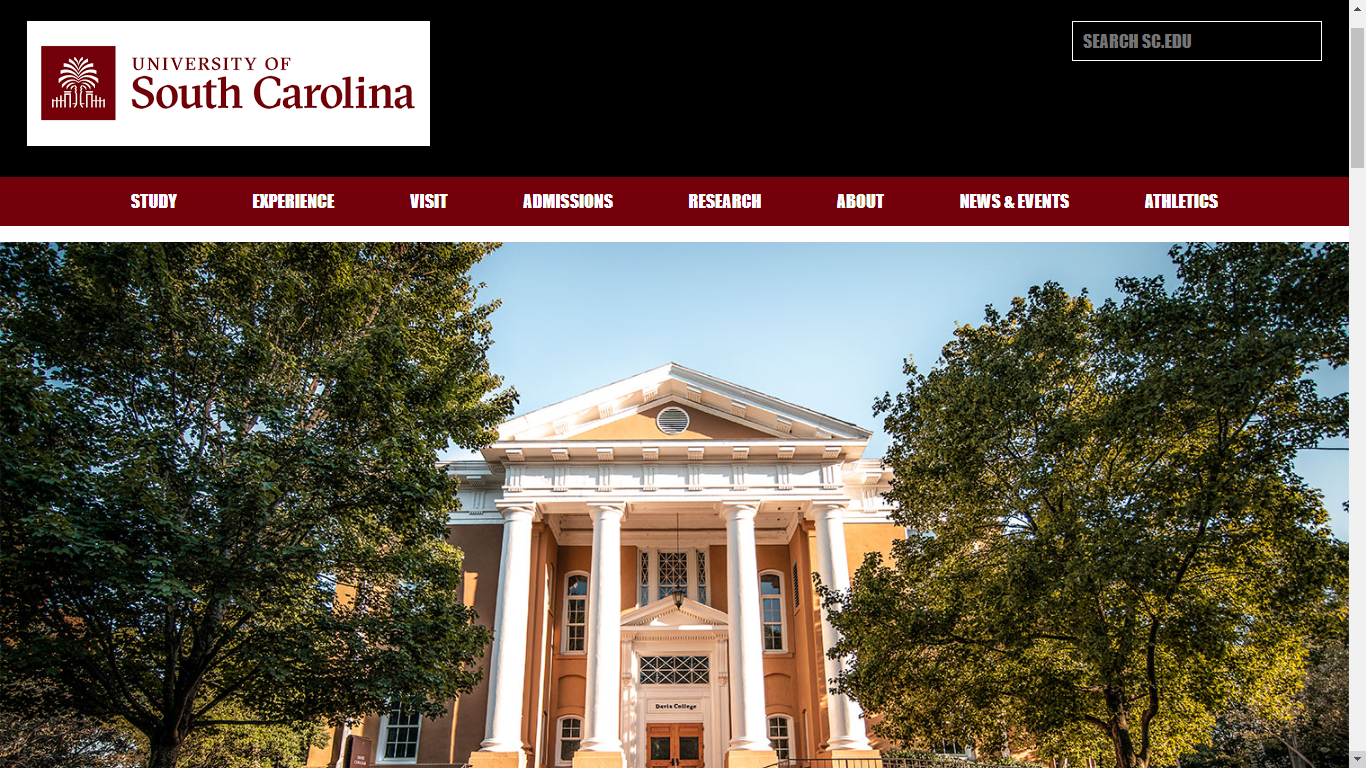 UNIVERSITY OF
South Carolina
SEARCH SC.EDU
STUDY EXPERIENCE VISIT ADMISSIONS RESEARCH ABOUT NEWS & EVENTS ATHLETICS
Davis College